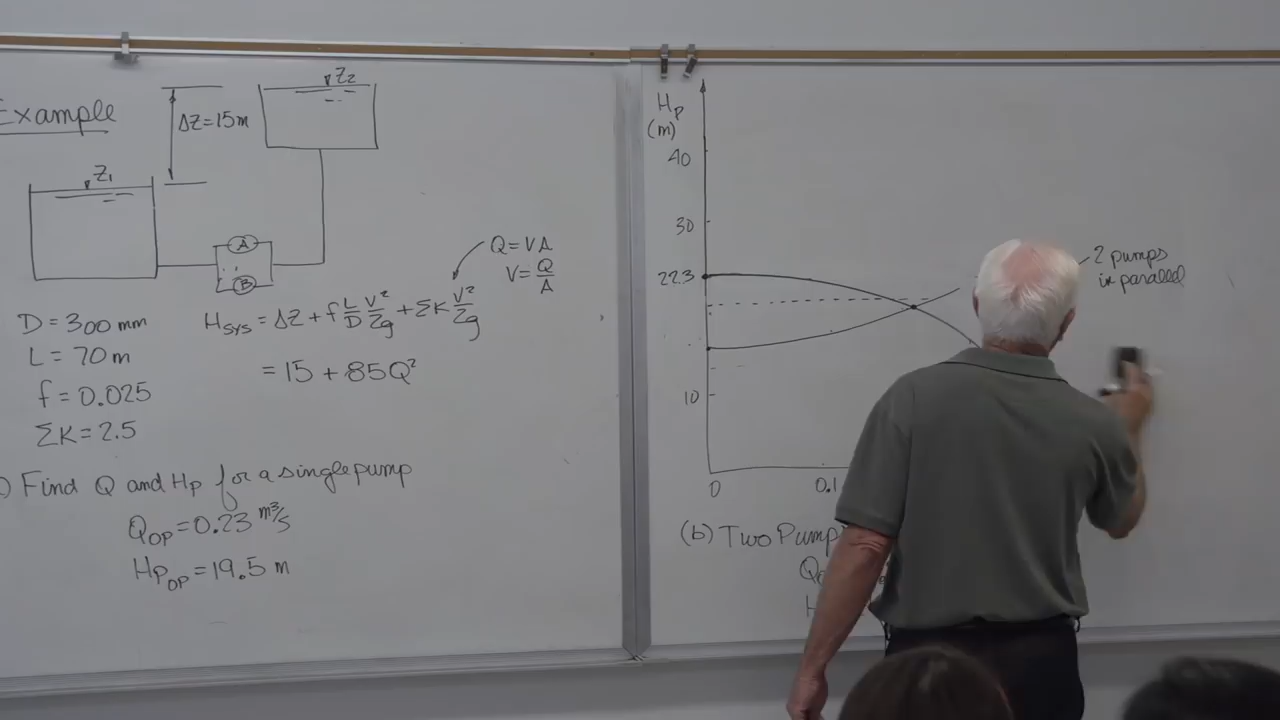 Example
ΔZ=15m
Z₂
Z₁
A
B
Q=VA
V=Q/A
D=300 mm
L=70 m
f=0.025
ΣK=2.5
H_SYS = ΔZ + f L/D V²/2g + ΣK V²/2g
= 15 + 85Q²
) Find Q and Hp for a single pump
Q_OP=0.23 m³/s
Hp_OP=19.5 m
Hp
(m)
40
30
22.3
10
0
0.1
2 pumps
in parallel
(b) Two Pump